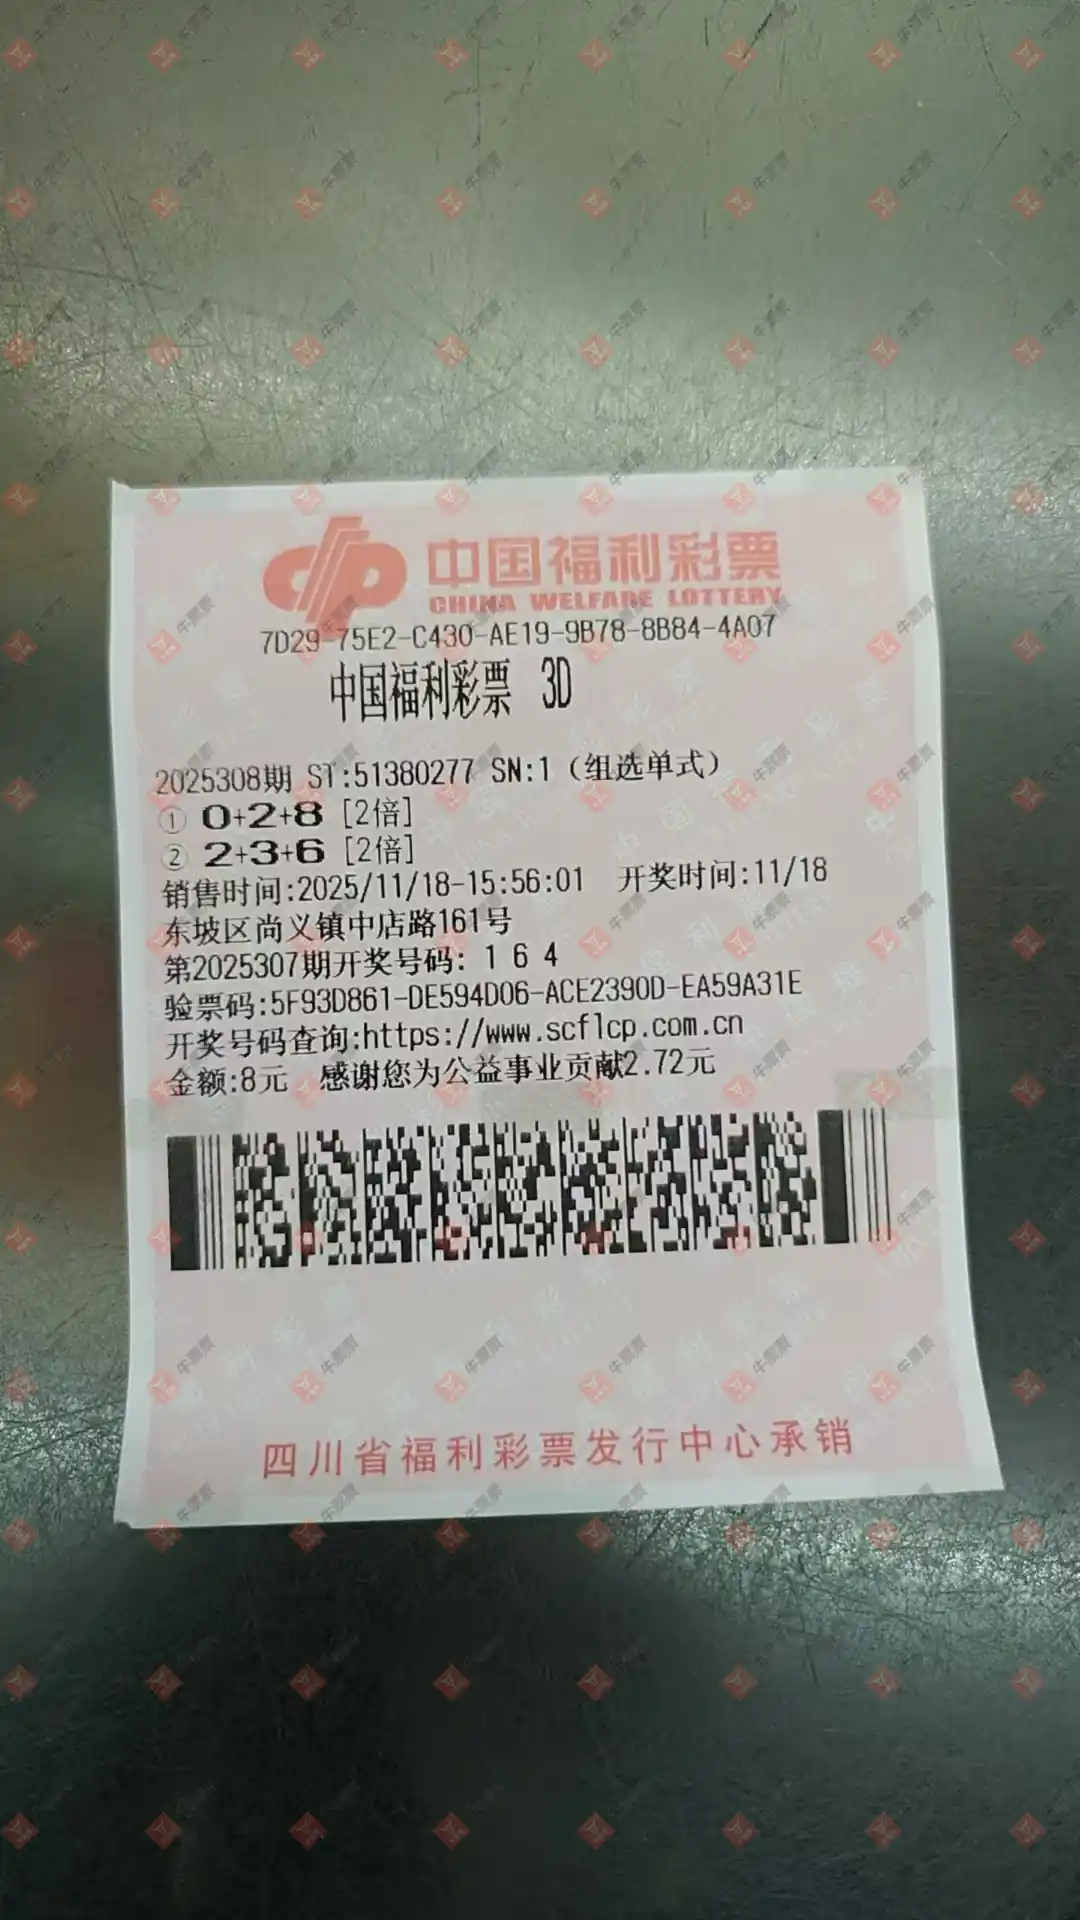 中国福利彩票
CHINA WELFARE LOTTERY
7D29-75E2-C430-AE19-9B78-8B84-4A07
中国福利彩票 3D
2025308期 ST:51380277 SN:1（组选单式）
① 0+2+8 [2倍]
② 2+3+6 [2倍]
销售时间:2025/11/18-15:56:01 开奖时间:11/18
东坡区尚义镇中店路161号
第2025307期开奖号码: 1 6 4
验票码:5F93D861-DE594D06-ACE2390D-EA59A31E
开奖号码查询:https://www.scflcp.com.cn
金额:8元 感谢您为公益事业贡献2.72元
四川省福利彩票发行中心承销